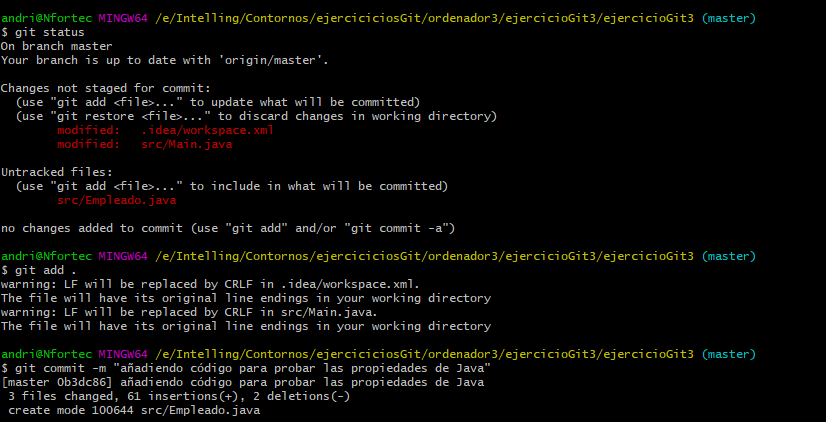 andri@Nfortec MINGW64 /e/Intelling/Contornos/ejerciciosGit/ordenador3/ejercicioGit3/ejercicioGit3 (master)
$ git status
On branch master
Your branch is up to date with 'origin/master'.
Changes not staged for commit:
(use "git add <file>..." to update what will be committed)
(use "git restore <file>..." to discard changes in working directory)
modified:   .idea/workspace.xml
modified:   src/Main.java
Untracked files:
(use "git add <file>..." to include in what will be committed)
src/Empleado.java
no changes added to commit (use "git add" and/or "git commit -a")
andri@Nfortec MINGW64 /e/Intelling/Contornos/ejerciciosGit/ordenador3/ejercicioGit3/ejercicioGit3 (master)
$ git add .
warning: LF will be replaced by CRLF in .idea/workspace.xml.
The file will have its original line endings in your working directory
warning: LF will be replaced by CRLF in src/Main.java.
The file will have its original line endings in your working directory
andri@Nfortec MINGW64 /e/Intelling/Contornos/ejerciciosGit/ordenador3/ejercicioGit3/ejercicioGit3 (master)
$ git commit -m "añadiendo código para probar las propiedades de Java"
[master 0b3dc86] añadiendo código para probar las propiedades de Java
3 files changed, 61 insertions(+), 2 deletions(-)
create mode 100644 src/Empleado.java